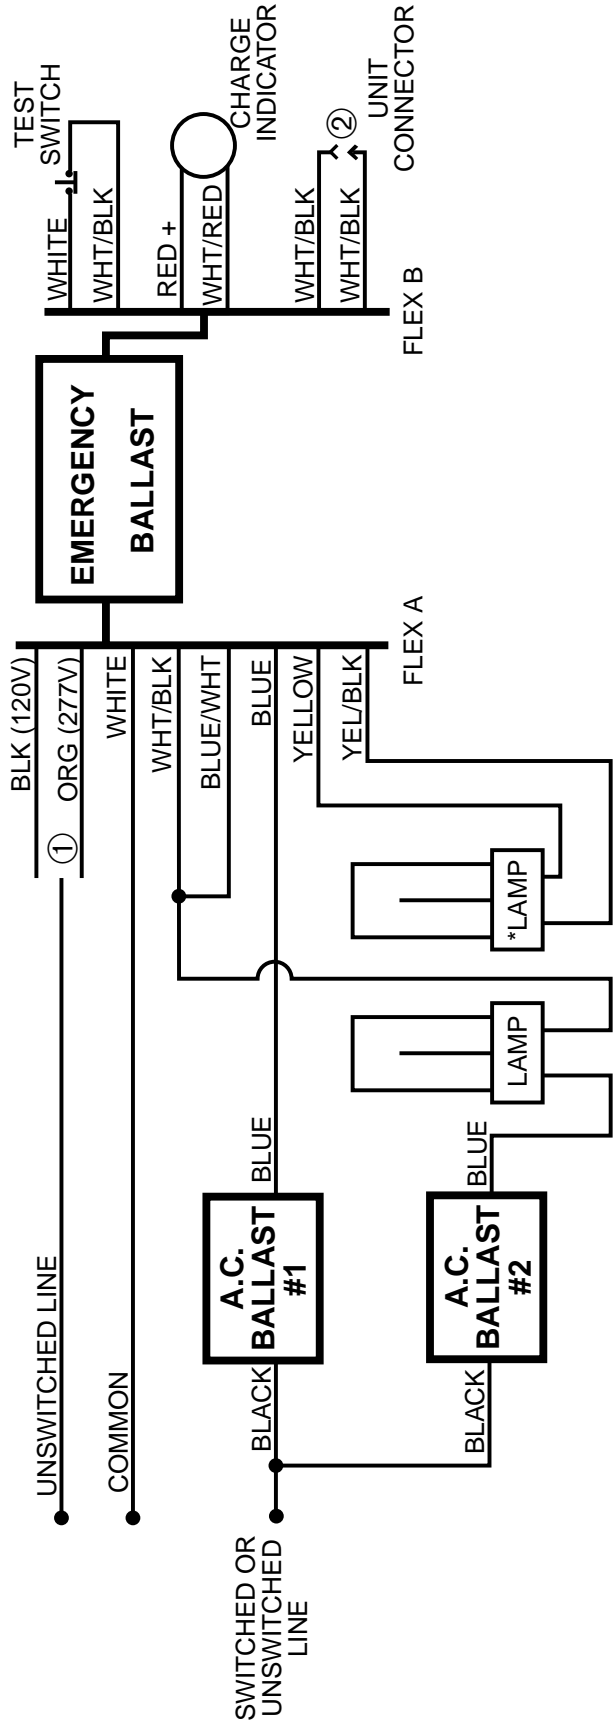 UNSWITCHED LINE
COMMON
SWITCHED OR
UNSWITCHED
LINE
BLACK
A.C.
BALLAST
#1
BLUE
BLACK
A.C.
BALLAST
#2
BLUE
LAMP
*LAMP
①
BLK (120V)
ORG (277V)
WHITE
WHT/BLK
BLUE/WHT
BLUE
YELLOW
YEL/BLK
FLEX A
EMERGENCY
BALLAST
FLEX B
WHITE
WHT/BLK
TEST
SWITCH
RED +
WHT/RED
CHARGE
INDICATOR
WHT/BLK
WHT/BLK
②
UNIT
CONNECTOR